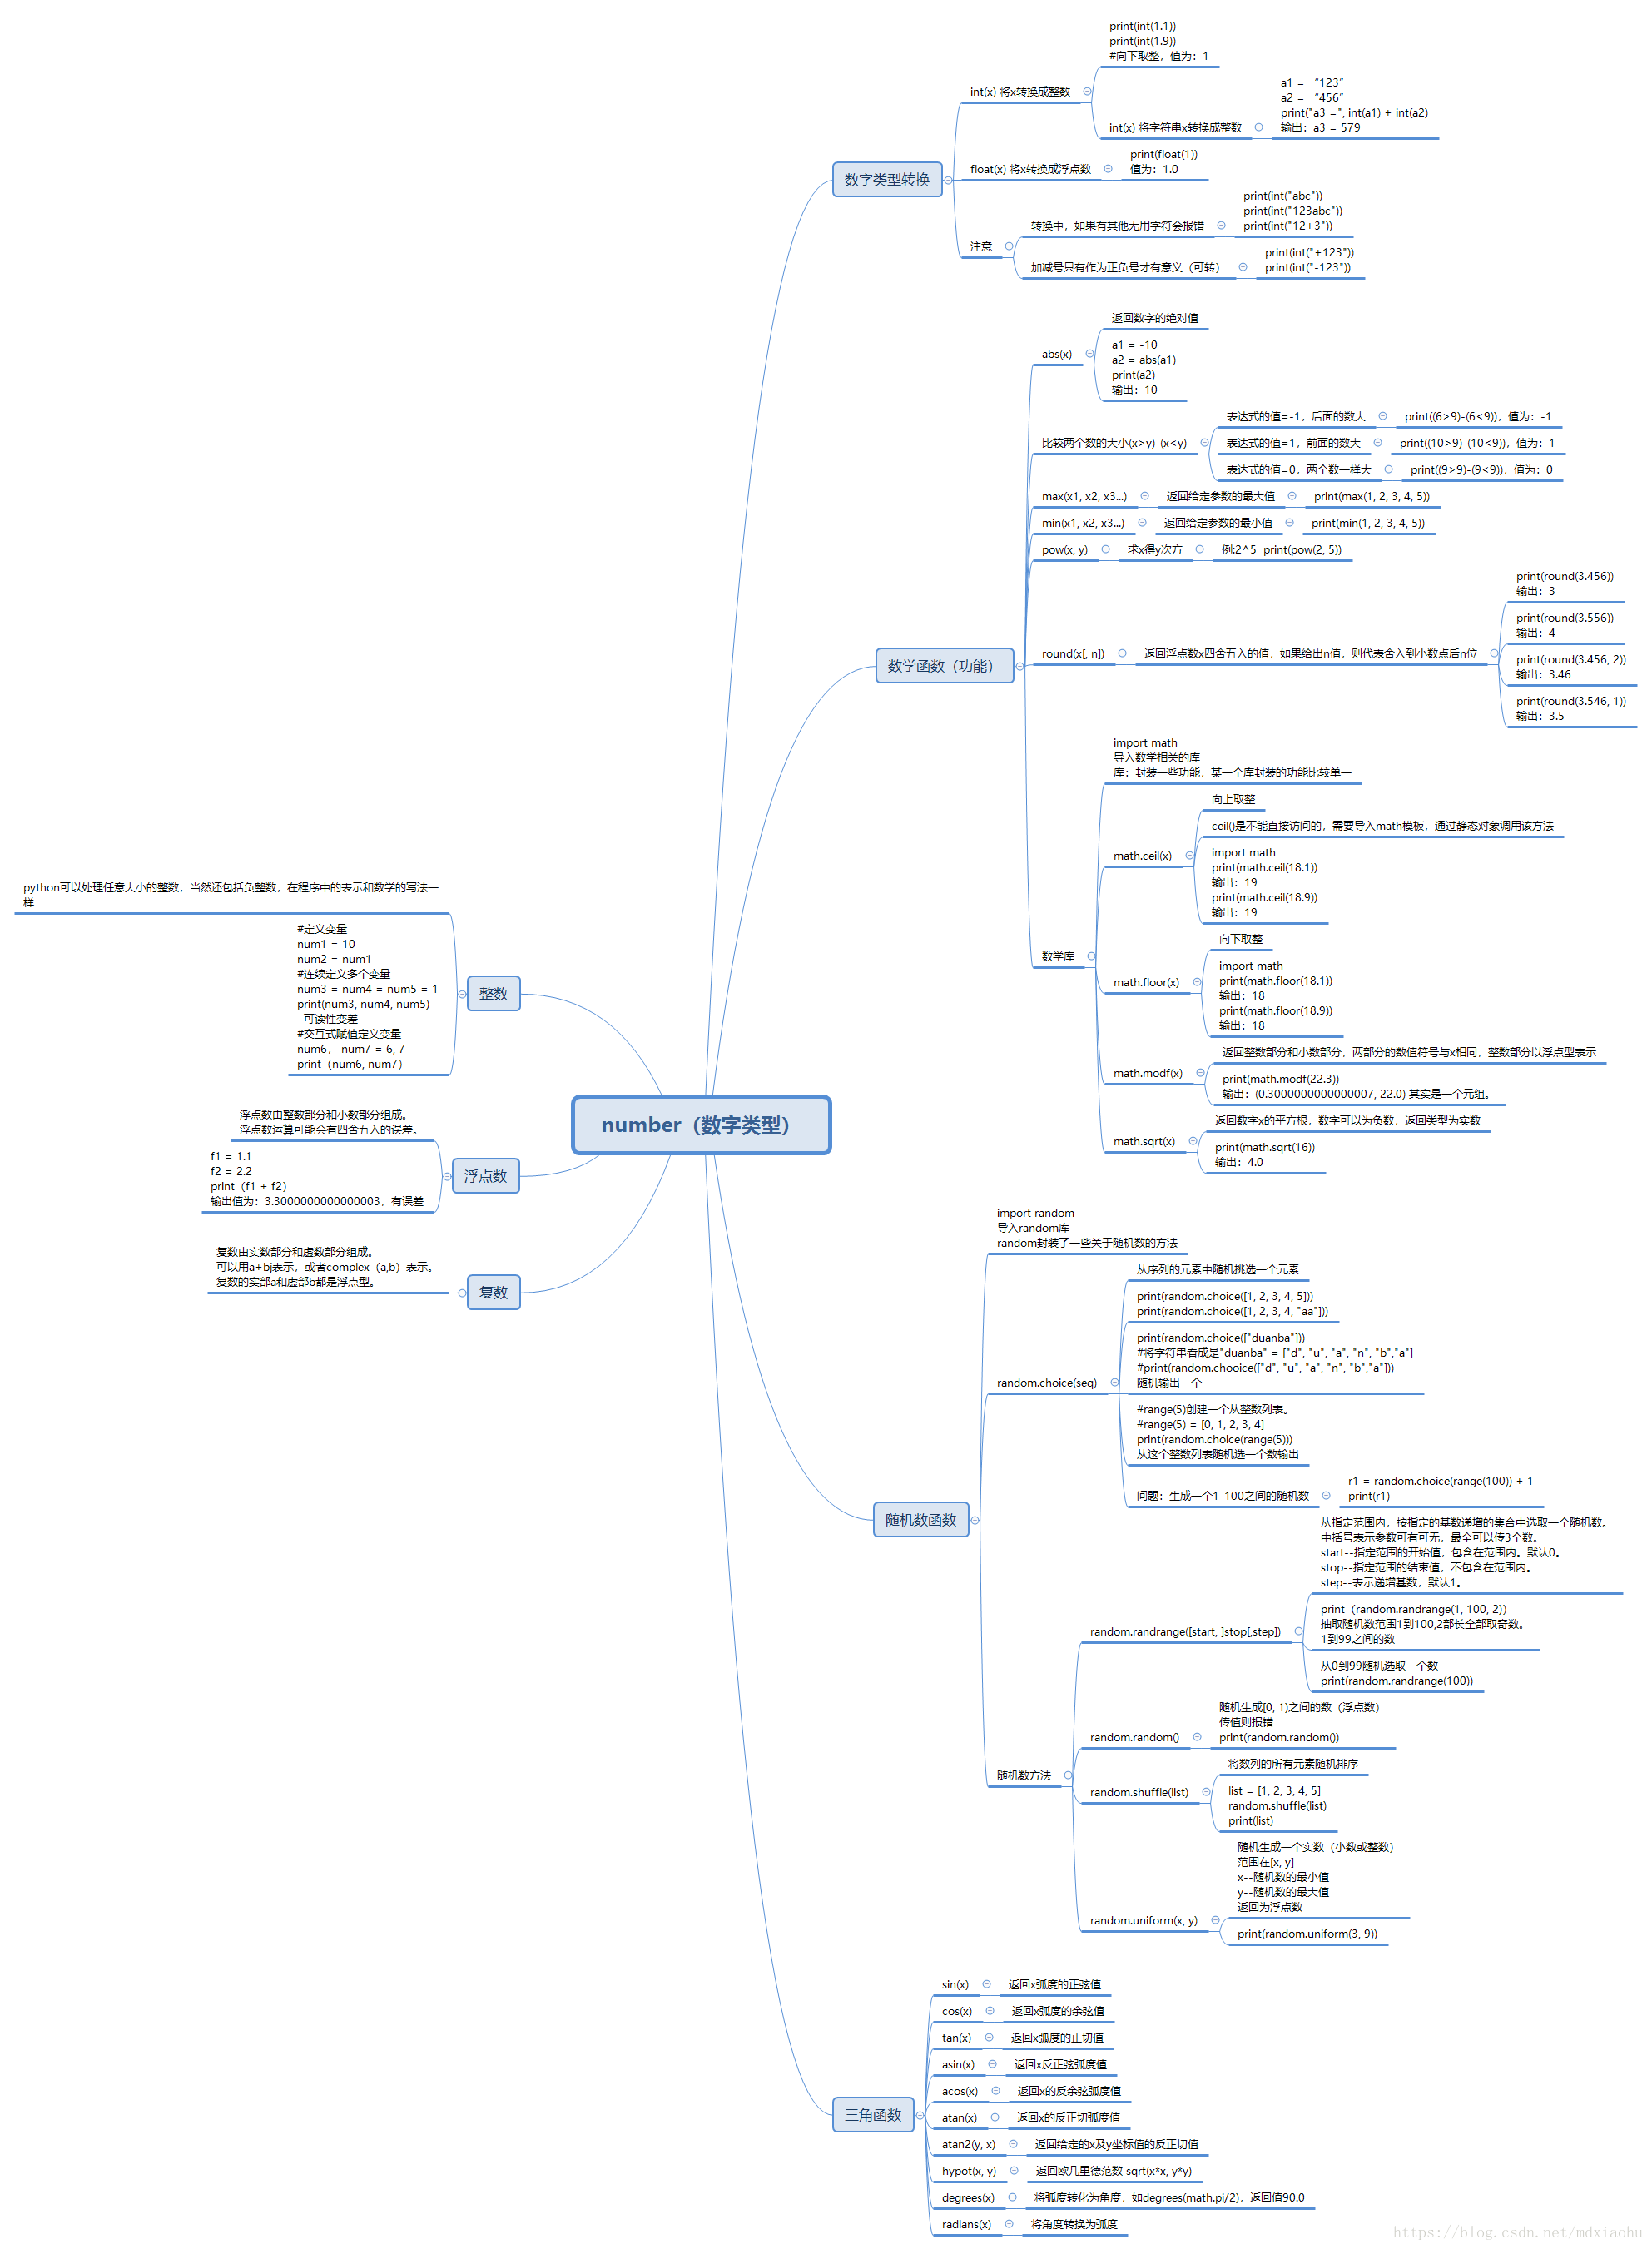 number（数字类型）
整数
python可以处理任意大小的整数，当然还包括负整数，在程序中的表示和数学的写法一
样
#定义变量
num1 = 10
num2 = num1
#连续定义多个变量
num3 = num4 = num5 = 1
print(num3, num4, num5)
可读性变差
#交互式赋值定义变量
num6， num7 = 6, 7
print（num6, num7）
浮点数
浮点数由整数部分和小数部分组成。
浮点数运算可能会有四舍五入的误差。
f1 = 1.1
f2 = 2.2
print（f1 + f2）
输出值为：3.3000000000000003，有误差
复数
复数由实数部分和虚数部分组成。
可以用a+bj表示，或者complex（a,b）表示。
复数的实部a和虚部b都是浮点型。
数字类型转换
int(x) 将x转换成整数
print(int(1.1))
print(int(1.9))
#向下取整，值为：1
int(x) 将字符串x转换成整数
a1 = “123”
a2 = “456”
print("a3 =", int(a1) + int(a2)
输出：a3 = 579
float(x) 将x转换成浮点数
print(float(1))
值为：1.0
注意
转换中，如果有其他无用字符会报错
print(int("abc"))
print(int("123abc"))
print(int("12+3"))
加减号只有作为正负号才有意义（可转）
print(int("+123"))
print(int("-123"))
数学函数（功能）
abs(x)
返回数字的绝对值
a1 = -10
a2 = abs(a1)
print(a2)
输出：10
比较两个数的大小(x>y)-(x<y)
表达式的值=-1，后面的数大
print((6>9)-(6<9))，值为：-1
表达式的值=1，前面的数大
print((10>9)-(10<9))，值为：1
表达式的值=0，两个数一样大
print((9>9)-(9<9))，值为：0
max(x1, x2, x3...)
返回给定参数的最大值
print(max(1, 2, 3, 4, 5))
min(x1, x2, x3...)
返回给定参数的最小值
print(min(1, 2, 3, 4, 5))
pow(x, y)
求x得y次方
例:2^5 print(pow(2, 5))
round(x[, n])
返回浮点数x四舍五入的值，如果给出n值，则代表舍入到小数点后n位
print(round(3.456))
输出：3
print(round(3.556))
输出：4
print(round(3.456, 2))
输出：3.46
print(round(3.546, 1))
输出：3.5
数学库
import math
导入数学相关的库
库：封装一些功能，某一个库封装的功能比较单一
math.ceil(x)
向上取整
ceil()是不能直接访问的，需要导入math模板，通过静态对象调用该方法
import math
print(math.ceil(18.1))
输出：19
print(math.ceil(18.9))
输出：19
math.floor(x)
向下取整
import math
print(math.floor(18.1))
输出：18
print(math.floor(18.9))
输出：18
math.modf(x)
返回整数部分和小数部分，两部分的数值符号与x相同，整数部分以浮点型表示
print(math.modf(22.3))
输出：(0.3000000000000007, 22.0) 其实是一个元组。
math.sqrt(x)
返回数字x的平方根，数字可以为负数，返回类型为实数
print(math.sqrt(16))
输出：4.0
随机数函数
import random
导入random库
random封装了一些关于随机数的方法
random.choice(seq)
从序列的元素中随机挑选一个元素
print(random.choice([1, 2, 3, 4, 5]))
print(random.choice([1, 2, 3, 4, "aa"]))
print(random.choice(["duanba"]))
#将字符串看成是"duanba" = ["d", "u", "a", "n", "b","a"]
#print(random.chooice(["d", "u", "a", "n", "b","a"]))
随机输出一个
#range(5)创建一个从整数列表。
#range(5) = [0, 1, 2, 3, 4]
print(random.choice(range(5)))
从这个整数列表随机选一个数输出
问题：生成一个1-100之间的随机数
r1 = random.choice(range(100)) + 1
print(r1)
随机数方法
random.randrange([start, ]stop[,step])
从指定范围内，按指定的基数递增的集合中选取一个随机数。
中括号表示参数可有可无，最全可以传3个数。
start--指定范围的开始值，包含在范围内。默认0。
stop--指定范围的结束值，不包含在范围内。
step--表示递增基数，默认1。
print（random.randrange(1, 100, 2)）
抽取随机数范围1到100,2部长全部取奇数。
1到99之间的数
从0到99随机选取一个数
print(random.randrange(100))
random.random()
随机生成[0, 1)之间的数（浮点数）
传值则报错
print(random.random())
random.shuffle(list)
将数列的所有元素随机排序
list = [1, 2, 3, 4, 5]
random.shuffle(list)
print(list)
random.uniform(x, y)
随机生成一个实数（小数或整数）
范围在[x, y]
x--随机数的最小值
y--随机数的最大值
返回为浮点数
print(random.uniform(3, 9))
三角函数
sin(x)
返回x弧度的正弦值
cos(x)
返回x弧度的余弦值
tan(x)
返回x弧度的正切值
asin(x)
返回x反正弦弧度值
acos(x)
返回x的反余弦弧度值
atan(x)
返回x的反正切弧度值
atan2(y, x)
返回给定的x及y坐标值的反正切值
hypot(x, y)
返回欧几里德范数 sqrt(x*x, y*y)
degrees(x)
将弧度转化为角度，如degrees(math.pi/2)，返回值90.0
radians(x)
将角度转换为弧度
https://blog.csdn.net/mdxiaohu